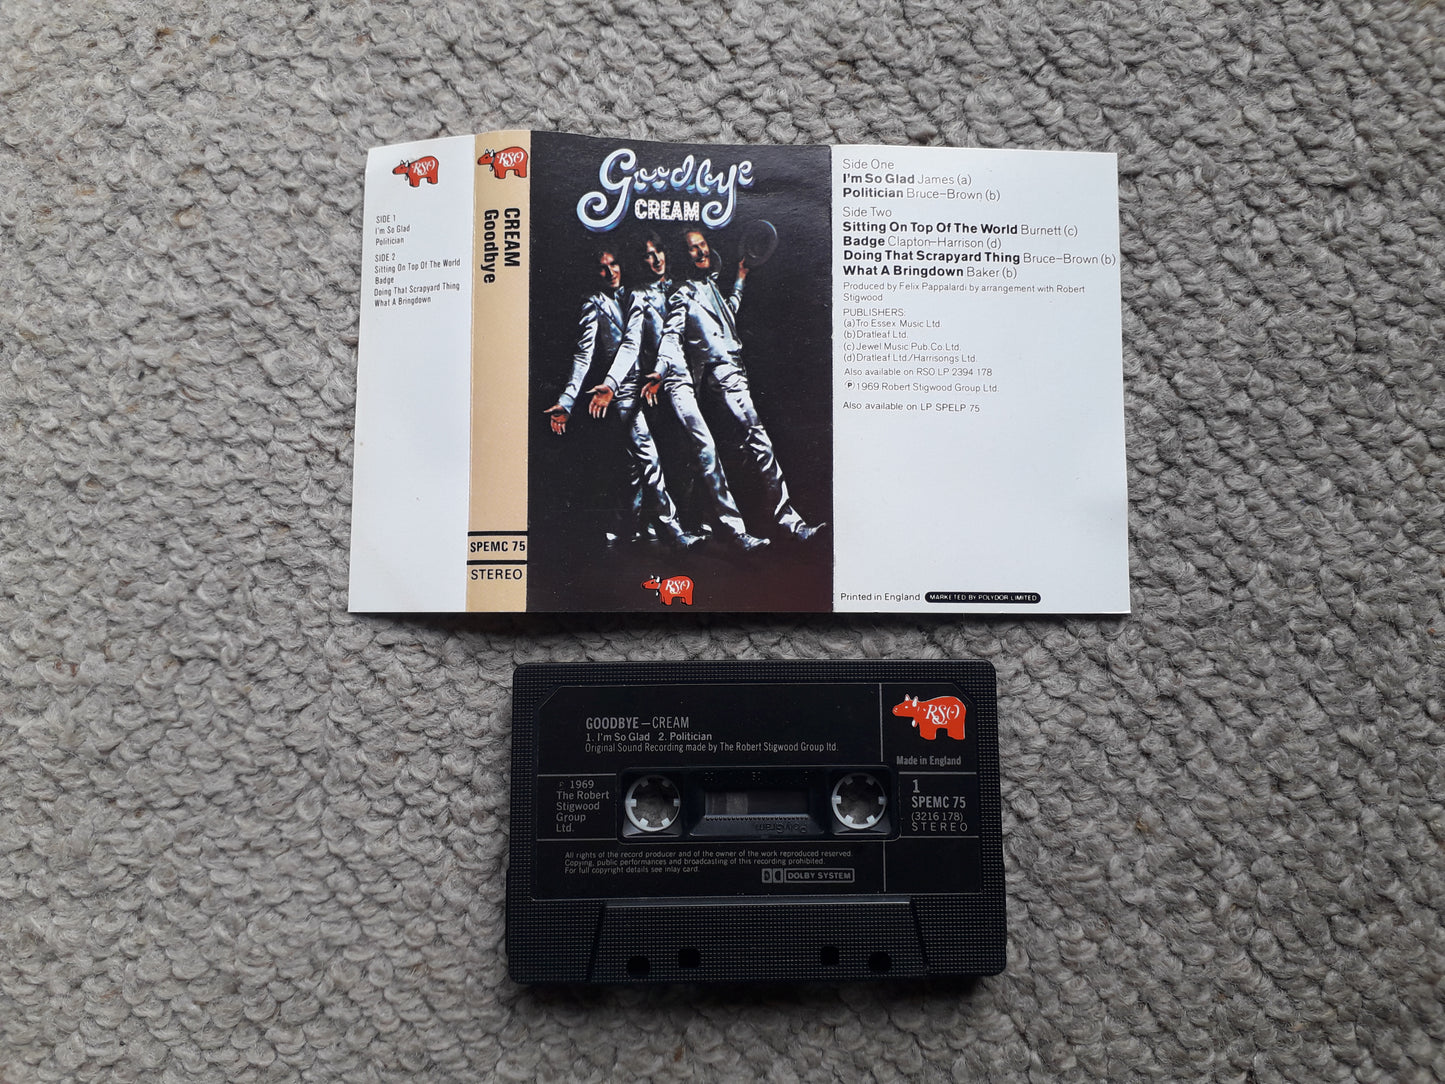 RSO
SIDE 1
I'm So Glad
Politician
SIDE 2
Sitting On Top Of The World
Badge
Doing That Scrapyard Thing
What A Bringdown
RSO
CREAM
Goodbye
SPEMC 75
STEREO
Goodbye
CREAM
RSO
Side One
I'm So Glad James (a)
Politician Bruce–Brown (b)
Side Two
Sitting On Top Of The World Burnett (c)
Badge Clapton–Harrison (d)
Doing That Scrapyard Thing Bruce–Brown (b)
What A Bringdown Baker (b)
Produced by Felix Pappalardi by arrangement with Robert
Stigwood
PUBLISHERS:
(a)Tro Essex Music Ltd.
(b)Dratleaf Ltd.
(c)Jewel Music Pub.Co.Ltd.
(d)Dratleaf Ltd./Harrisongs Ltd.
Also available on RSO LP 2394 178
℗1969 Robert Stigwood Group Ltd.
Also available on LP SPELP 75
Printed in England MARKETED BY POLYDOR LIMITED
GOODBYE – CREAM
1. I'm So Glad 2. Politician
Original Sound Recording made by The Robert Stigwood Group ltd.
RSO
Made in England
℗ 1969
The Robert
Stigwood
Group
Ltd.
PolyGram
1
SPEMC 75
(3216 178)
STEREO
All rights of the record producer and of the owner of the work reproduced reserved.
Copying, public performances and broadcasting of this recording prohibited.
For full copyright details see inlay card.
DOLBY SYSTEM